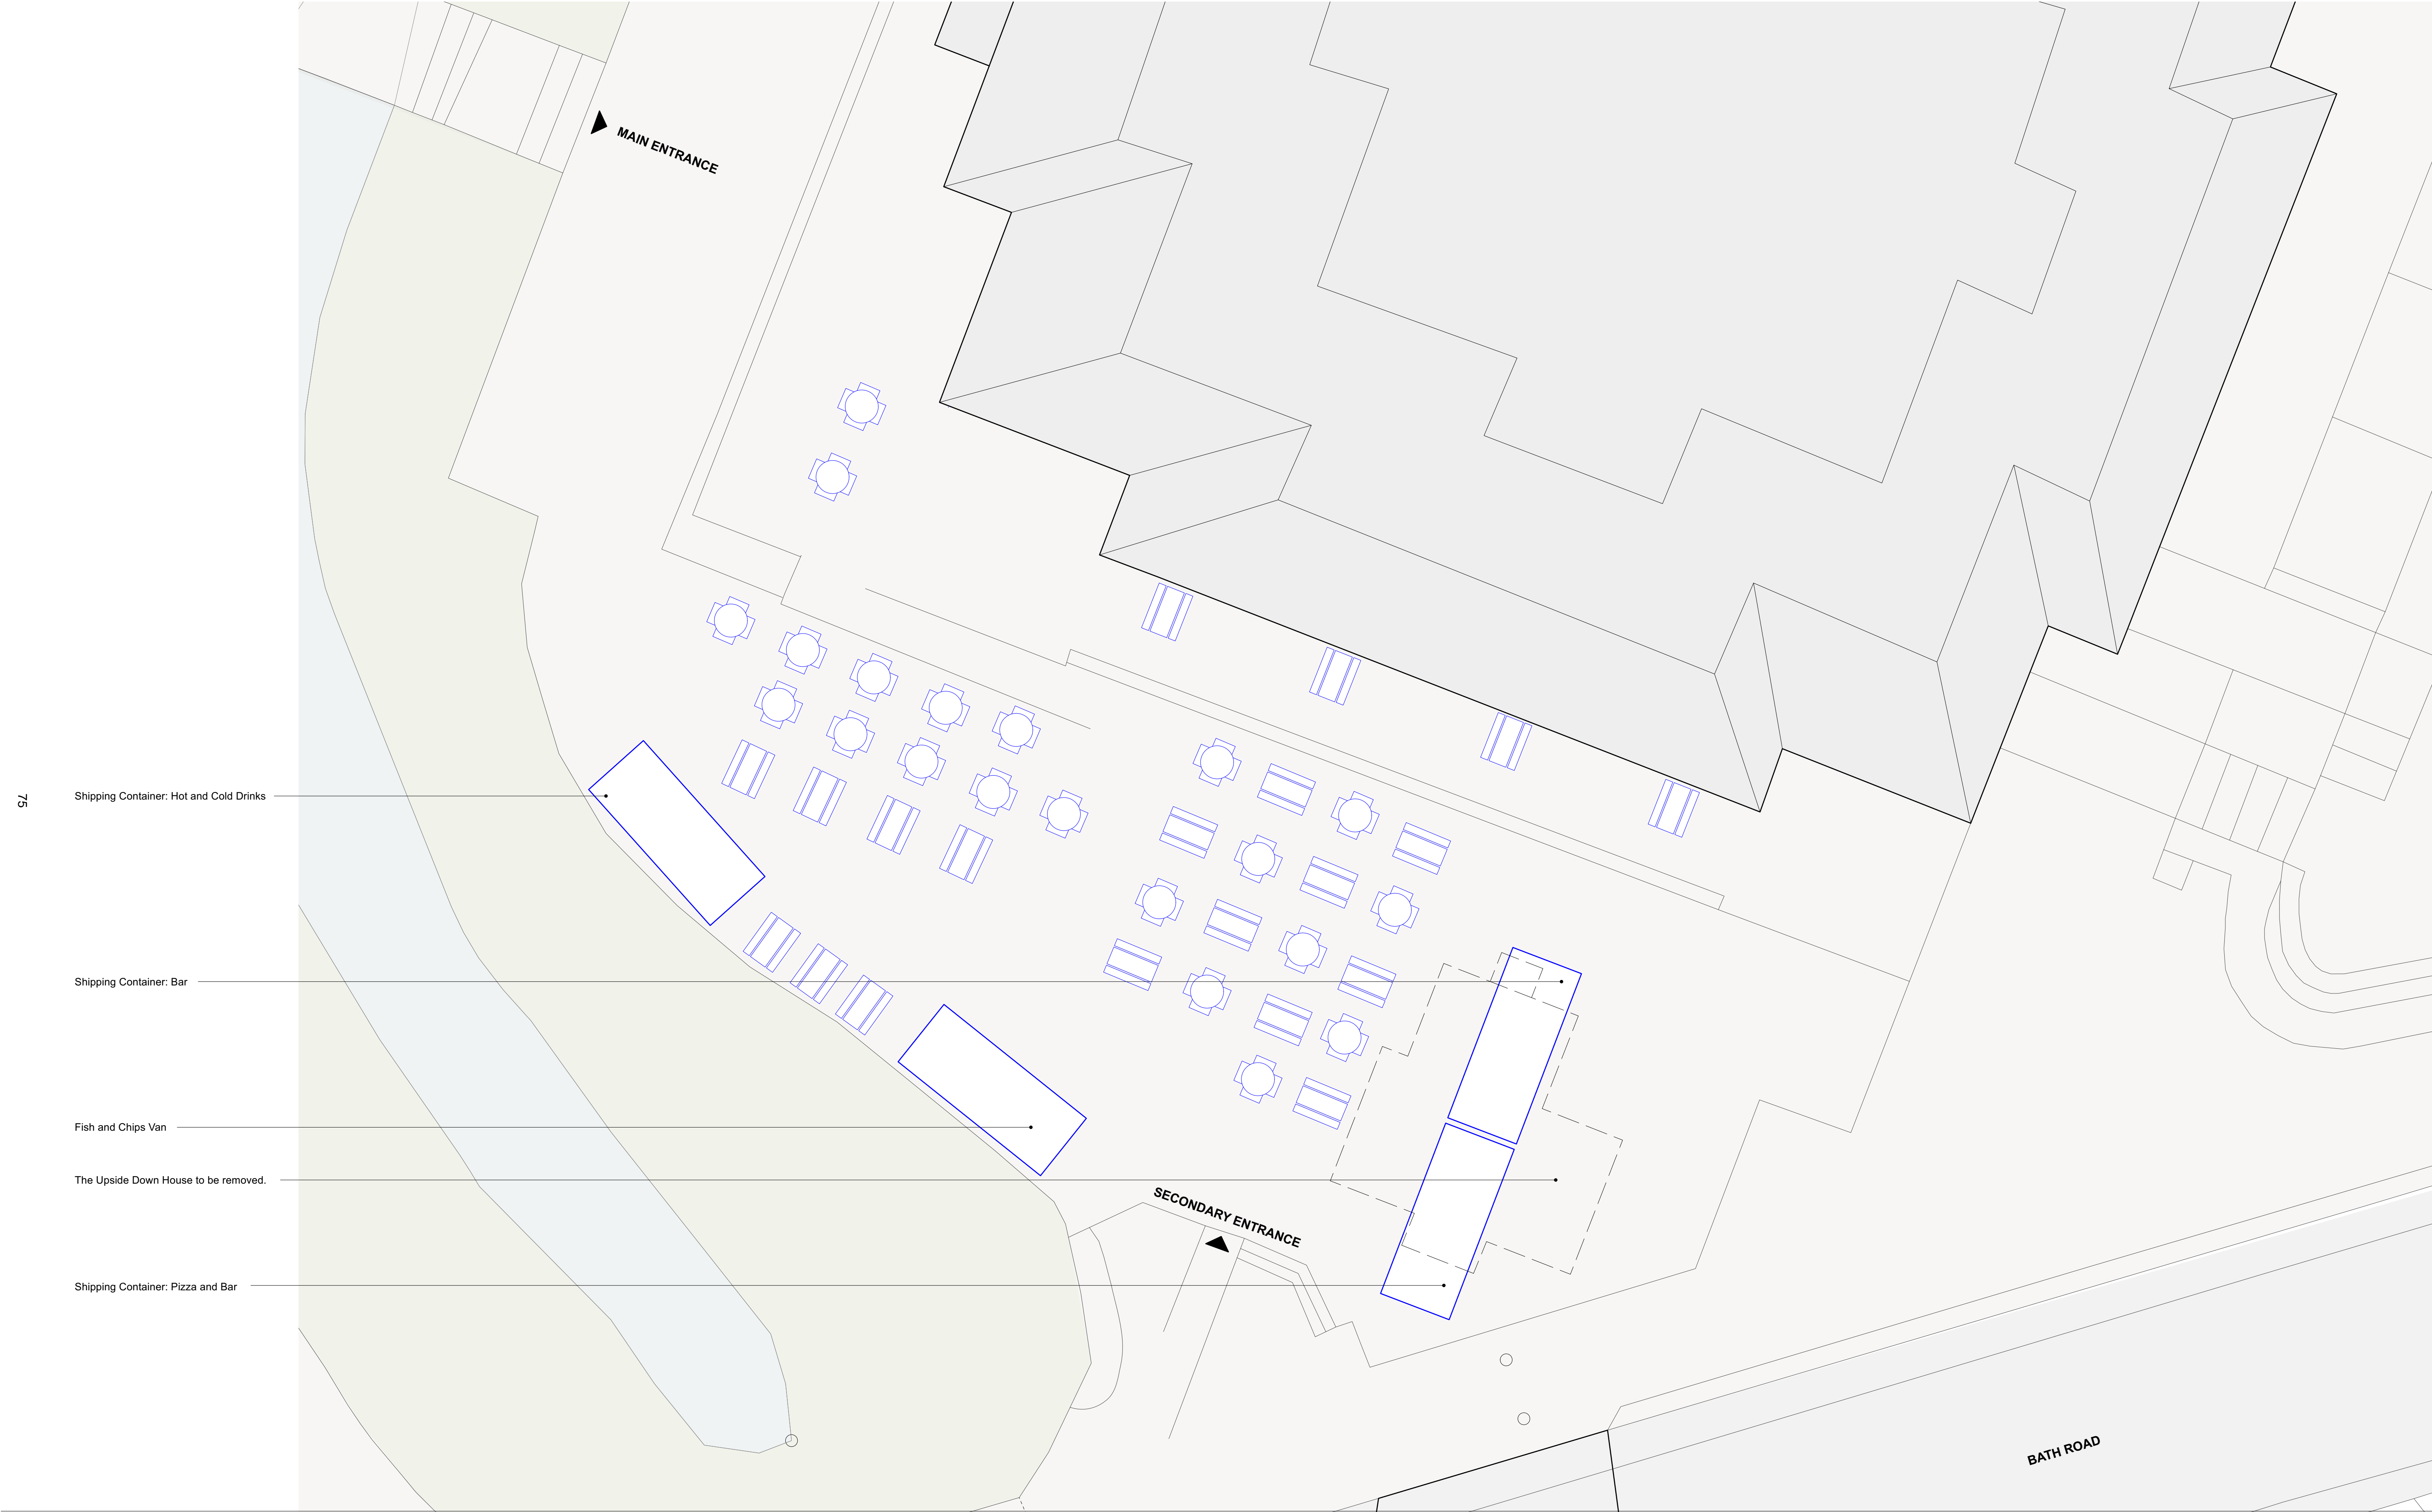 MAIN ENTRANCE
75
Shipping Container: Hot and Cold Drinks
Shipping Container: Bar
Fish and Chips Van
The Upside Down House to be removed.
SECONDARY ENTRANCE
Shipping Container: Pizza and Bar
BATH ROAD